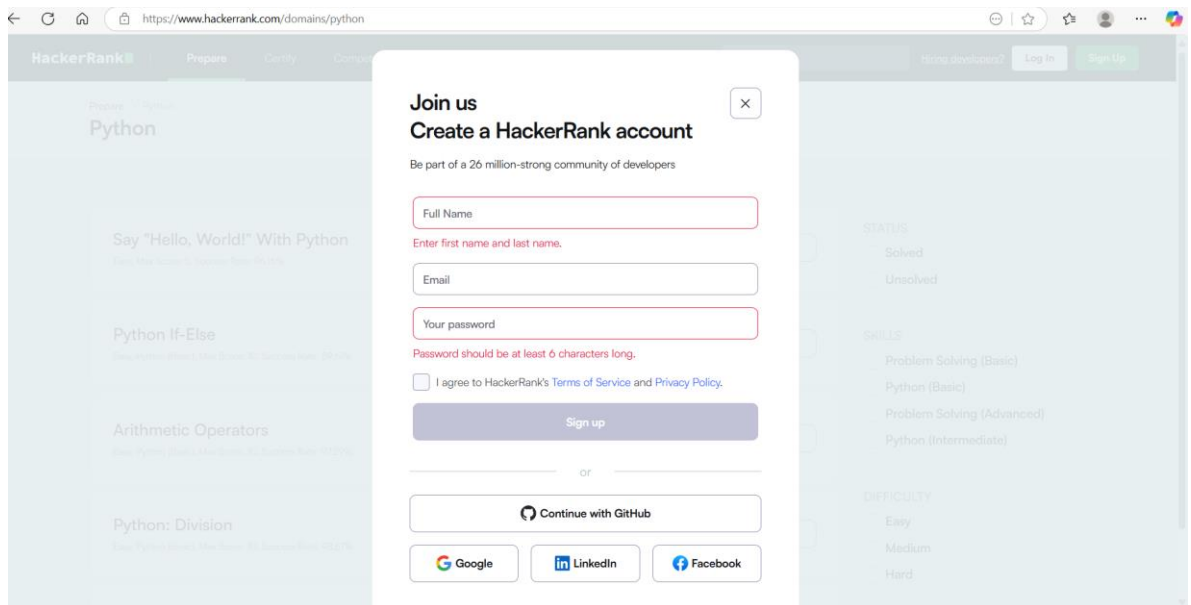 https://www.hackerrank.com/domains/python
HackerRank
Prepare
Certify
Hiring developers?
Log In
Sign Up
Prepare
Python
Python
Join us
Create a HackerRank account
Be part of a 26 million-strong community of developers
Full Name
Enter first name and last name.
Email
Your password
Password should be at least 6 characters long.
I agree to HackerRank's Terms of Service and Privacy Policy.
Sign up
or
Continue with GitHub
Google
LinkedIn
Facebook
Say "Hello, World!" With Python
Python If-Else
Arithmetic Operators
Python: Division
STATUS
Solved
Unsolved
SKILLS
Problem Solving (Basic)
Python (Basic)
Problem Solving (Advanced)
Python (Intermediate)
DIFFICULTY
Easy
Medium
Hard